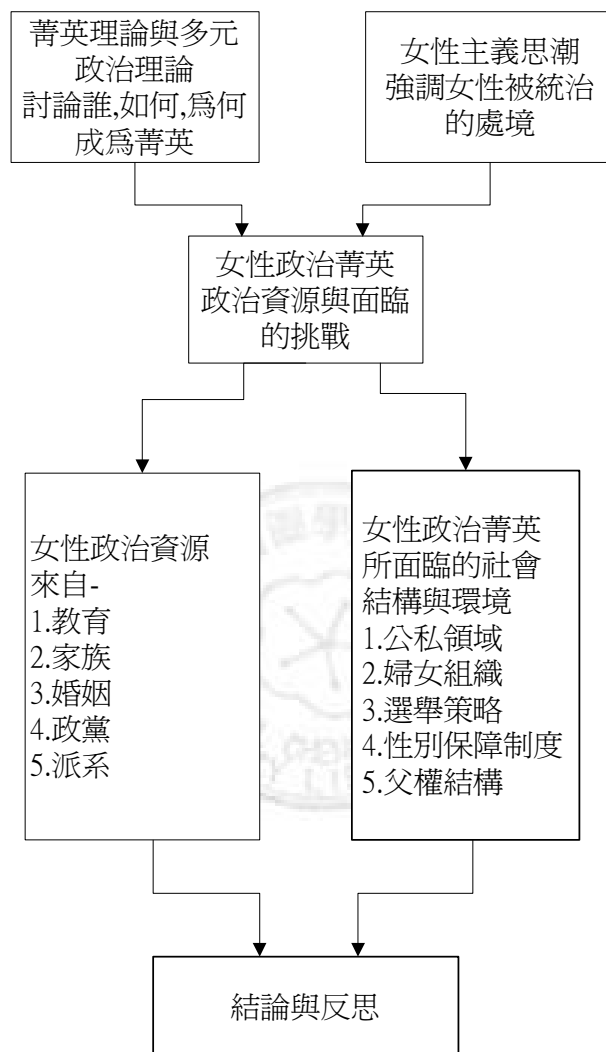 菁英理論與多元
政治理論
討論誰,如何,爲何
成爲菁英
女性主義思潮
強調女性被統治
的處境
女性政治菁英
政治資源與面臨
的挑戰
女性政治資源
來自-
1.教育
2.家族
3.婚姻
4.政黨
5.派系
女性政治菁英
所面臨的社會
結構與環境
1.公私領域
2.婦女組織
3.選舉策略
4.性別保障制度
5.父權結構
結論與反思